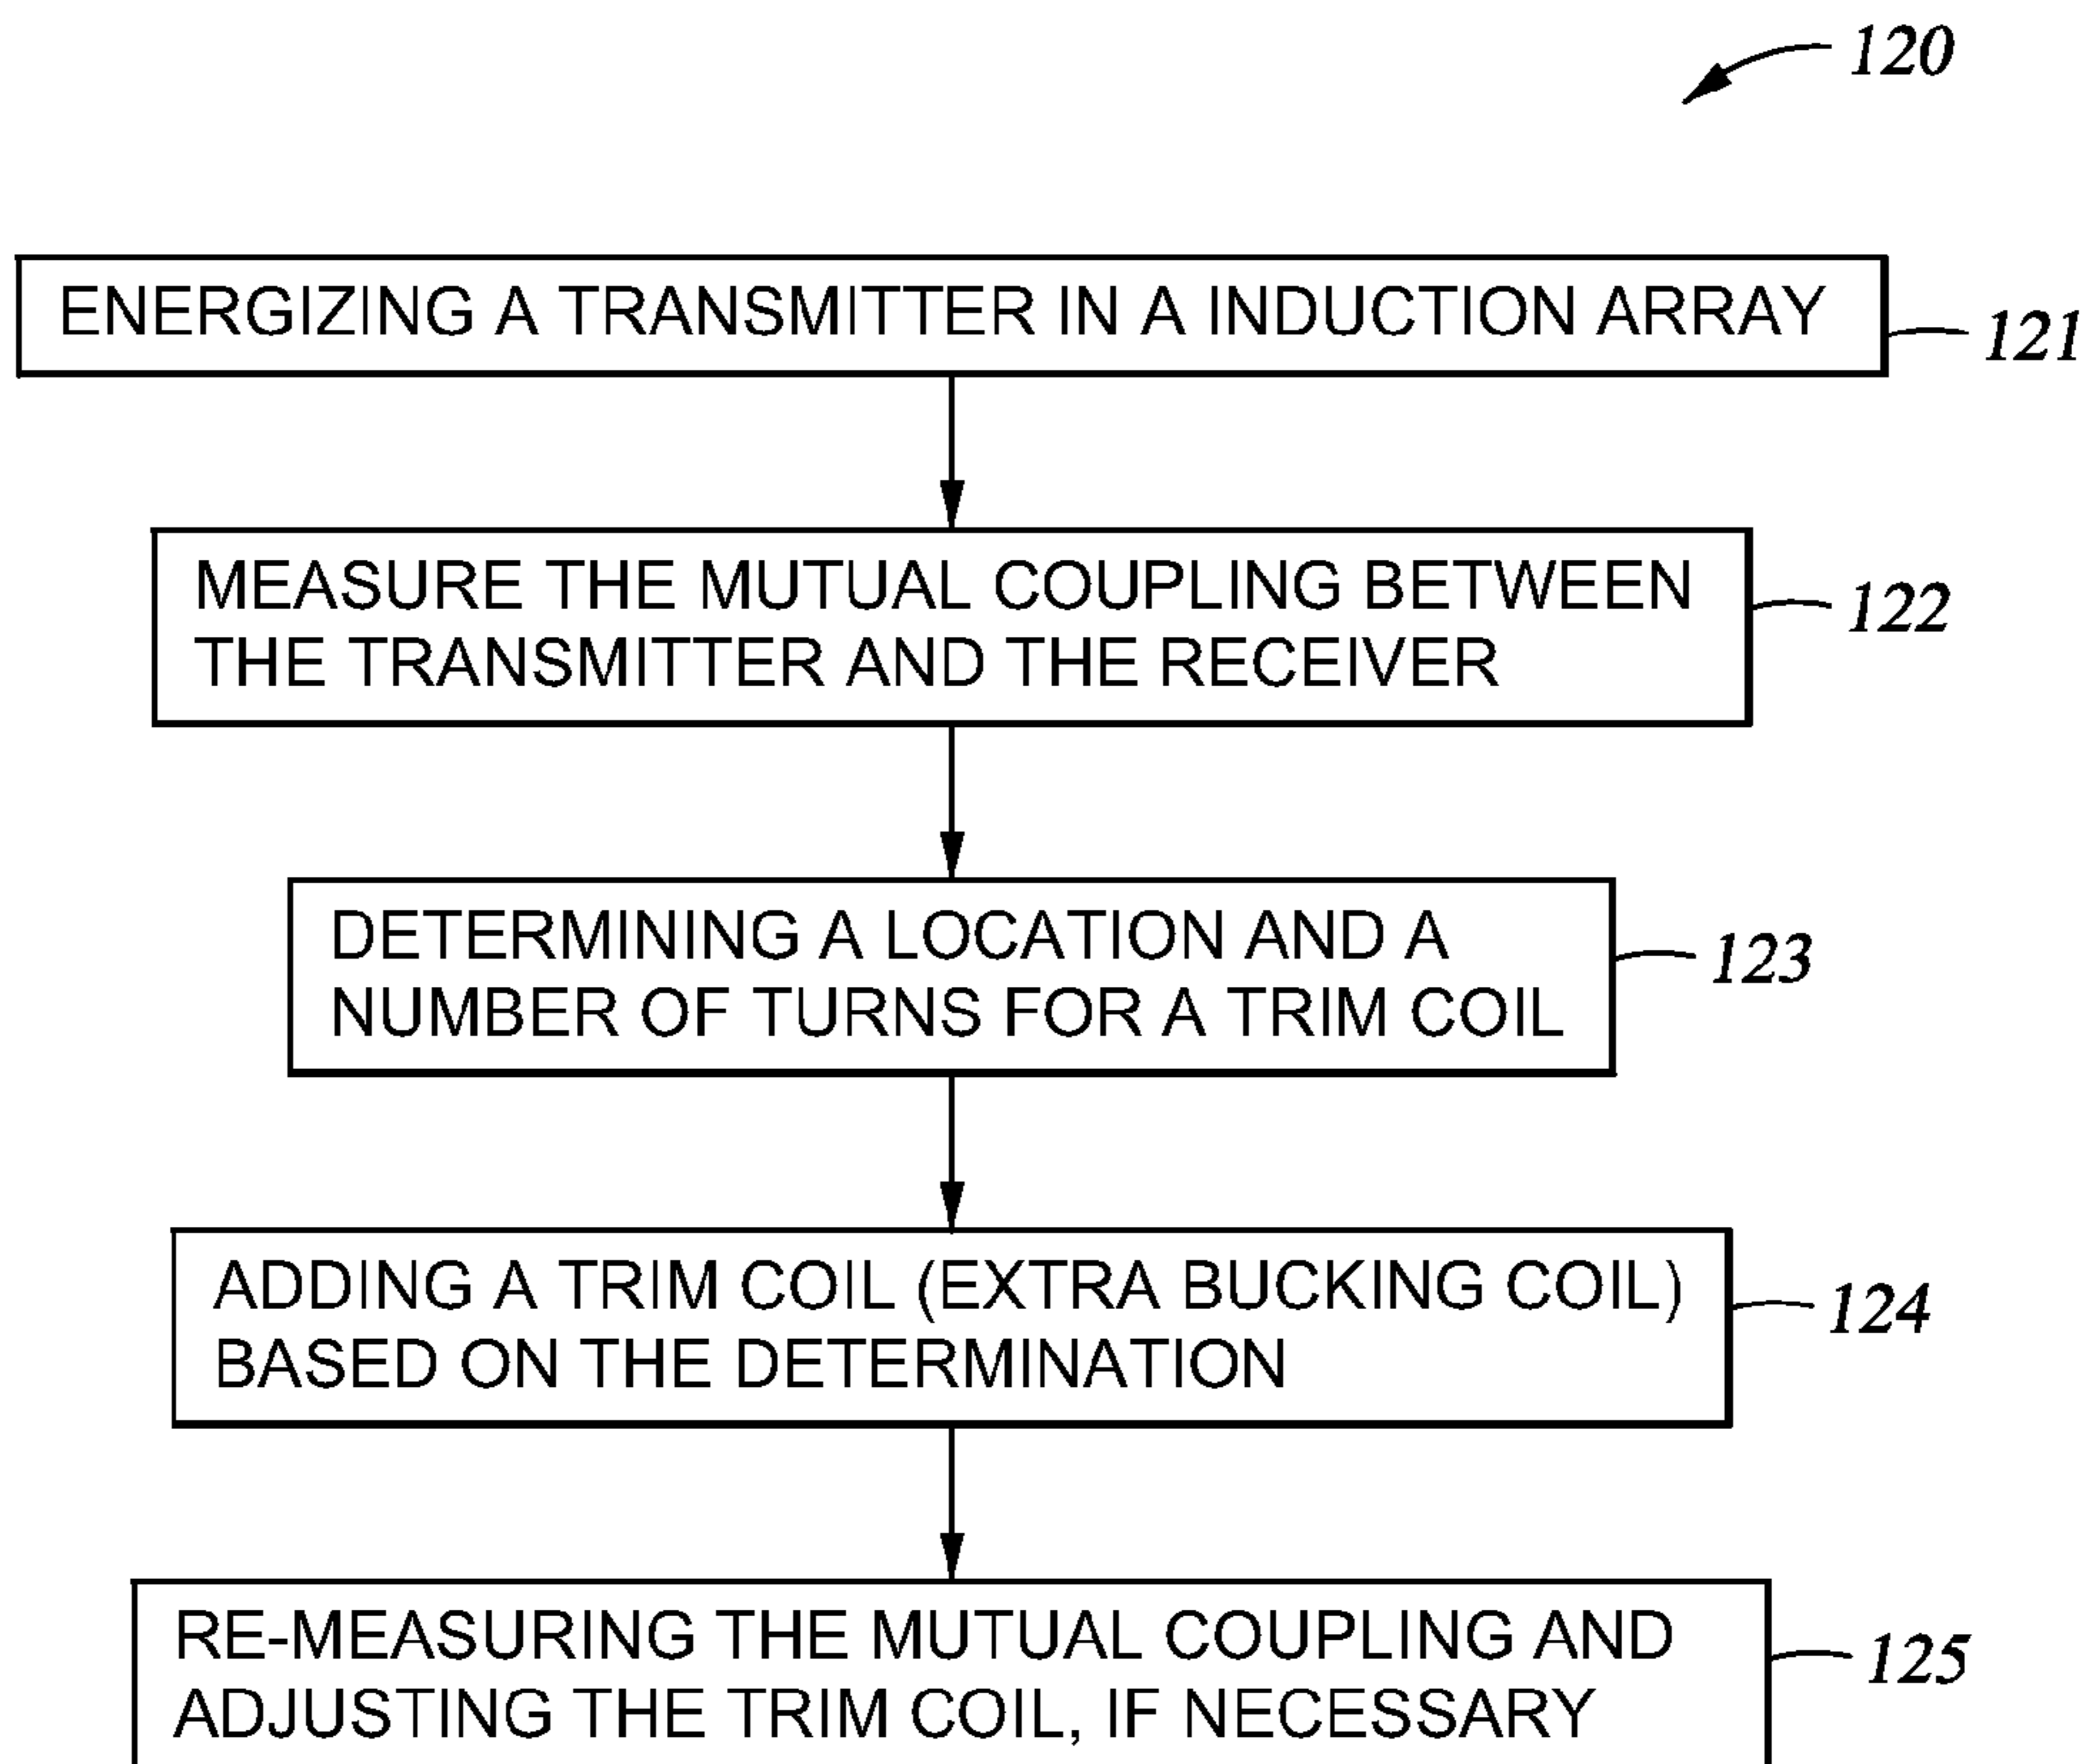 120
ENERGIZING A TRANSMITTER IN A INDUCTION ARRAY
121
MEASURE THE MUTUAL COUPLING BETWEEN
THE TRANSMITTER AND THE RECEIVER
122
DETERMINING A LOCATION AND A
NUMBER OF TURNS FOR A TRIM COIL
123
ADDING A TRIM COIL (EXTRA BUCKING COIL)
BASED ON THE DETERMINATION
124
RE-MEASURING THE MUTUAL COUPLING AND
ADJUSTING THE TRIM COIL, IF NECESSARY
125